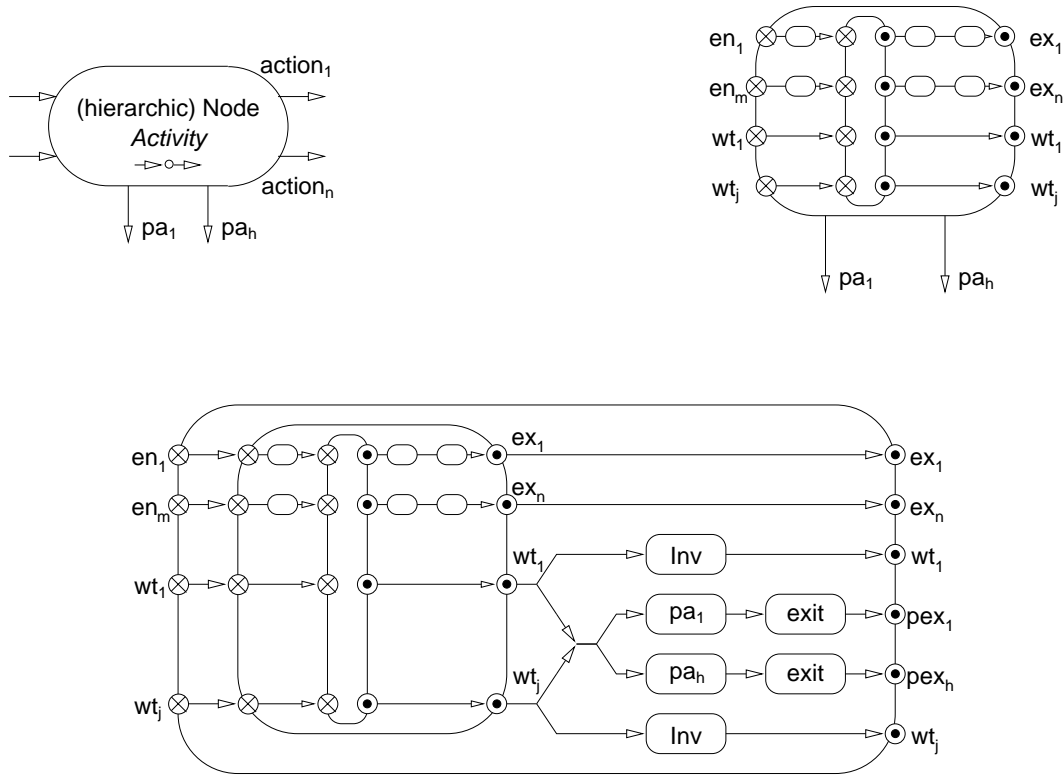 action₁
(hierarchic) Node
Activity
actionₙ
pa₁ paₕ
en₁ ex₁
enₘ exₙ
wt₁ wt₁
wtⱼ wtⱼ
pa₁ paₕ
en₁ ex₁ ex₁
enₘ exₙ exₙ
wt₁ wt₁ Inv wt₁
pa₁ exit pex₁
wtⱼ wtⱼ paₕ exit pexₕ
Inv wtⱼ